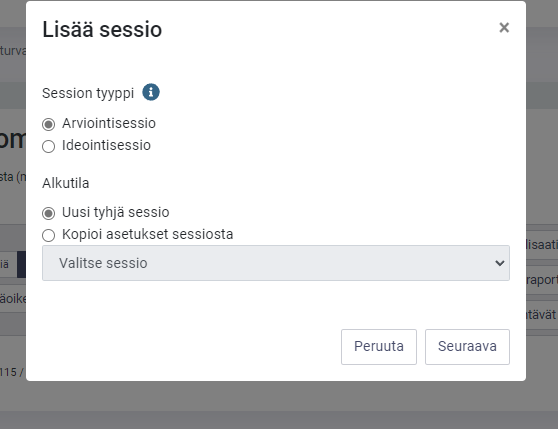 Lisää sessio
×
turva
Session tyyppi
Arviointisessio
om
Ideointisessio
sta (n
Alkutila
Uusi tyhjä sessio
Kopioi asetukset sessiosta
lisaati
iä
Valitse sessio
raport
äoike
ntävät
Peruuta
Seuraava
115 /